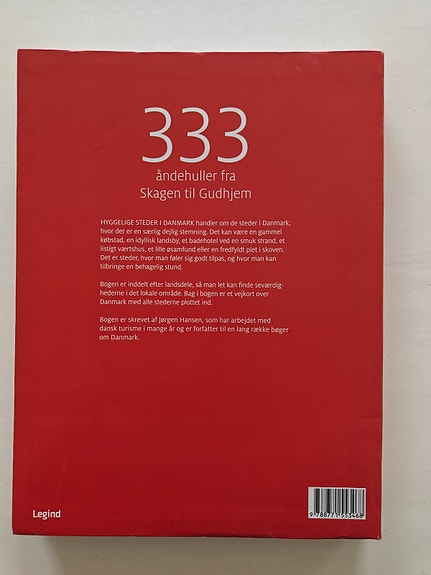 333
åndehuller fra
Skagen til Gudhjem
HYGGELIGE STEDER I DANMARK handler om de steder i Danmark,
hvor der er en særlig dejlig stemning. Det kan være en gammel
købstad, en idyllisk landsby, et badehotel ved en smuk strand, et
listigt værtshus, et lille øsamfund eller en fredfyldt plet i skoven.
Det er steder, hvor man føler sig godt tilpas, og hvor man kan
tilbringe en behagelig stund.
Bogen er inddelt efter landsdele, så man let kan finde seværdig-
hederne i det lokale område. Bag i bogen er et vejkort over
Danmark med alle stederne plottet ind.
Bogen er skrevet af Jørgen Hansen, som har arbejdet med
dansk turisme i mange år og er forfatter til en lang række bøger
om Danmark.
Legind
9 788771 553468